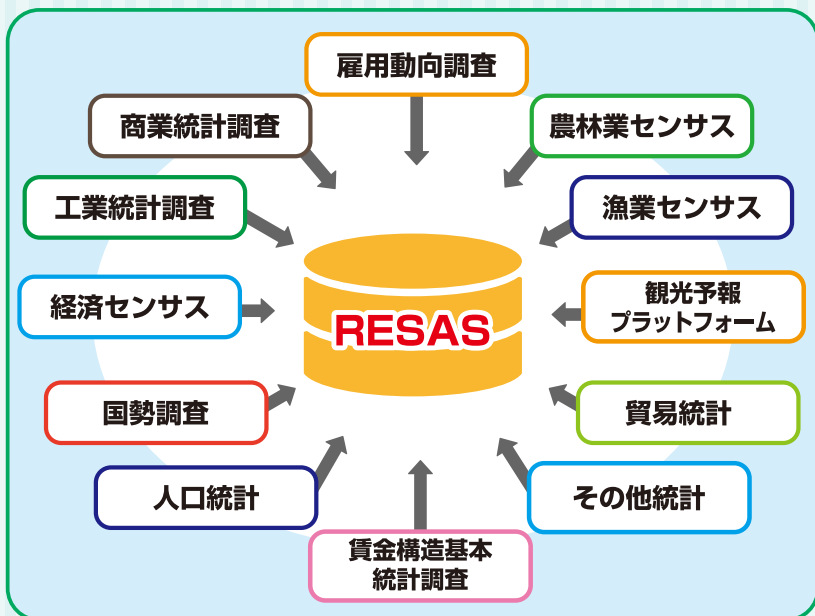 雇用動向調査
商業統計調査
農林業センサス
工業統計調査
漁業センサス
経済センサス
RESAS
観光予報
プラットフォーム
国勢調査
貿易統計
人口統計
その他統計
賃金構造基本
統計調査